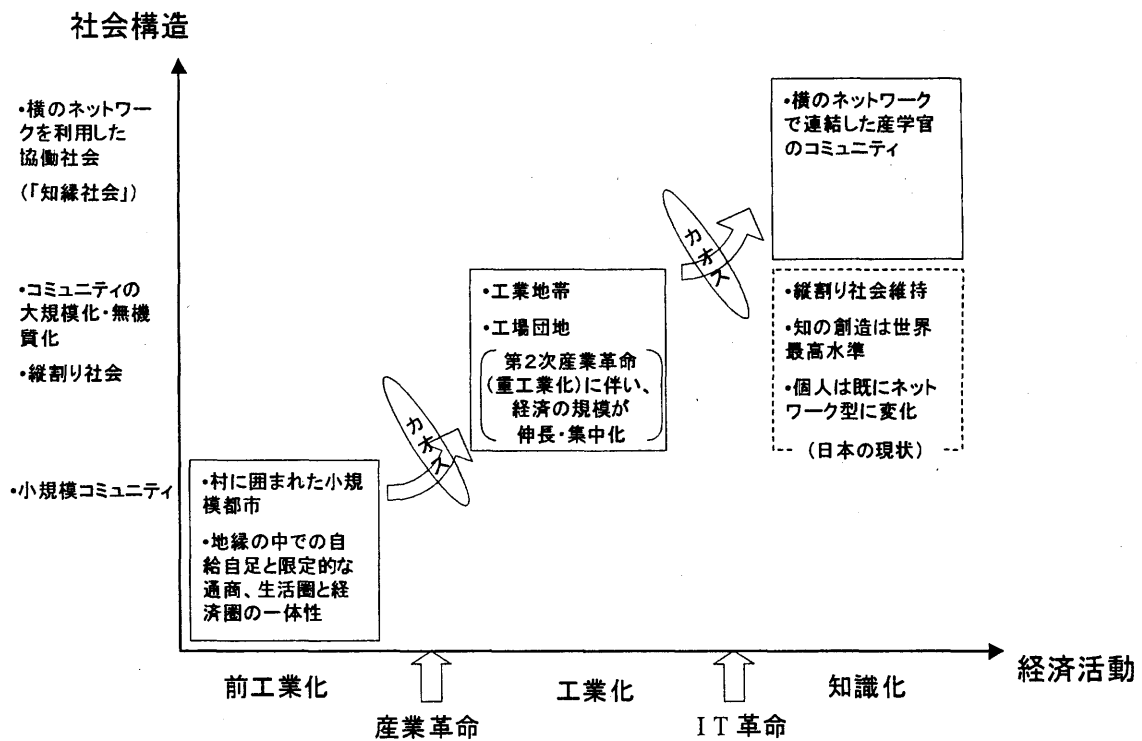 社会構造
・横のネットワー
クを利用した
協働社会
(「知縁社会」)
・コミュニティの
大規模化・無機
質化
・縦割り社会
・小規模コミュニティ
・村に囲まれた小規
模都市
・地縁の中での自
給自足と限定的な
通商、生活圏と経
済圏の一体性
カオス
・工業地帯
・工場団地
第2次産業革命
(重工業化)に伴い、
経済の規模が
伸長・集中化
カオス
・横のネットワーク
で連結した産学官
のコミュニティ
・縦割り社会維持
・知の創造は世界
最高水準
・個人は既にネット
ワーク型に変化
(日本の現状)
前工業化
工業化
知識化
経済活動
産業革命
IT革命